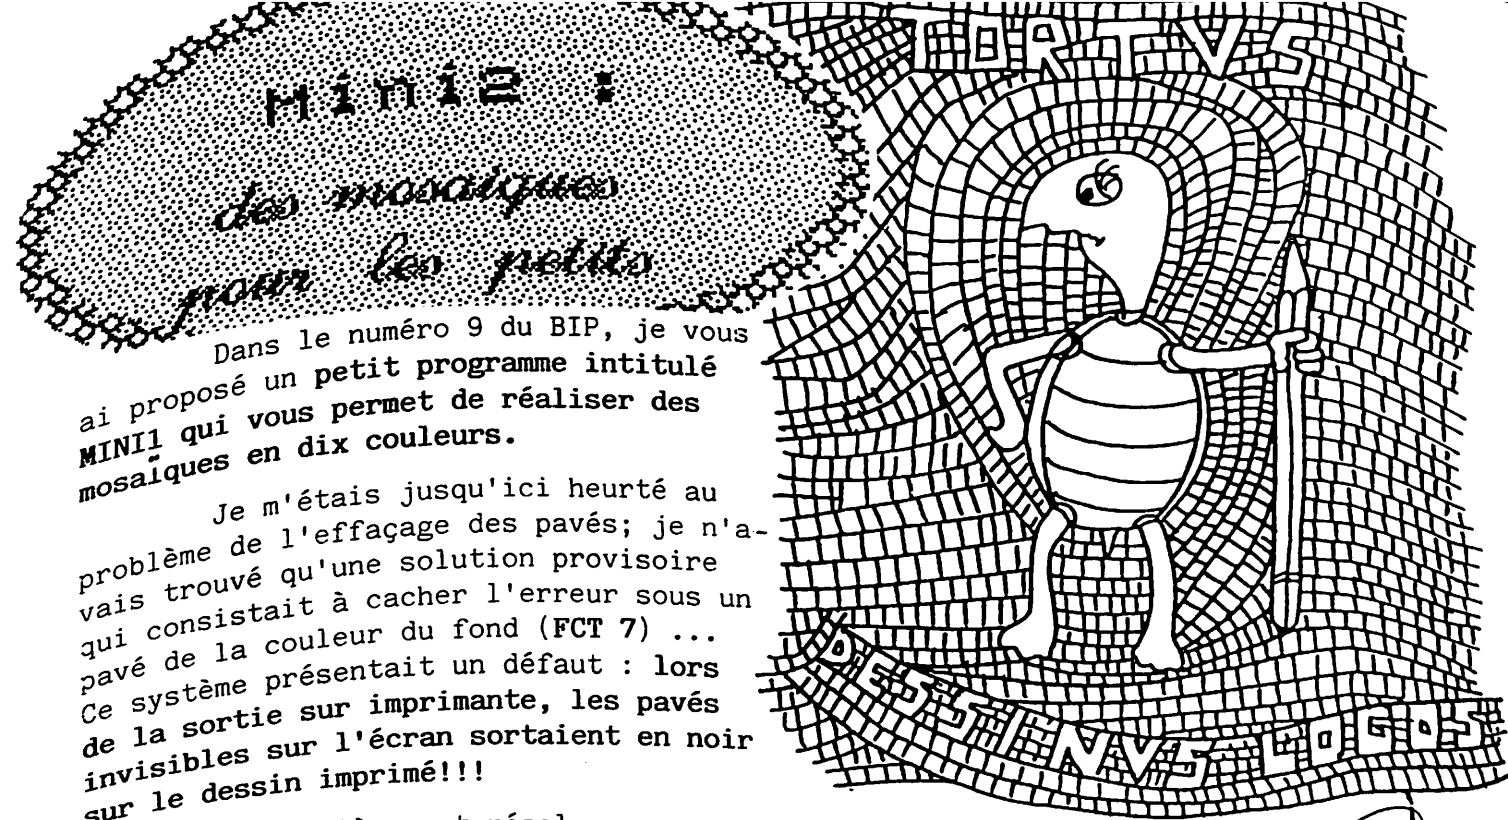 Mini2 :
des mosaïques
pour les petits
TORTVS
Dans le numéro 9 du BIP, je vous
ai proposé un petit programme intitulé
MINI1 qui vous permet de réaliser des
mosaïques en dix couleurs.
Je m'étais jusqu'ici heurté au
problème de l'effaçage des pavés; je n'a-
vais trouvé qu'une solution provisoire
qui consistait à cacher l'erreur sous un
pavé de la couleur du fond (FCT 7) ...
Ce système présentait un défaut : lors
de la sortie sur imprimante, les pavés
invisibles sur l'écran sortaient en noir
sur le dessin imprimé!!!
DESSINVS LOGOS